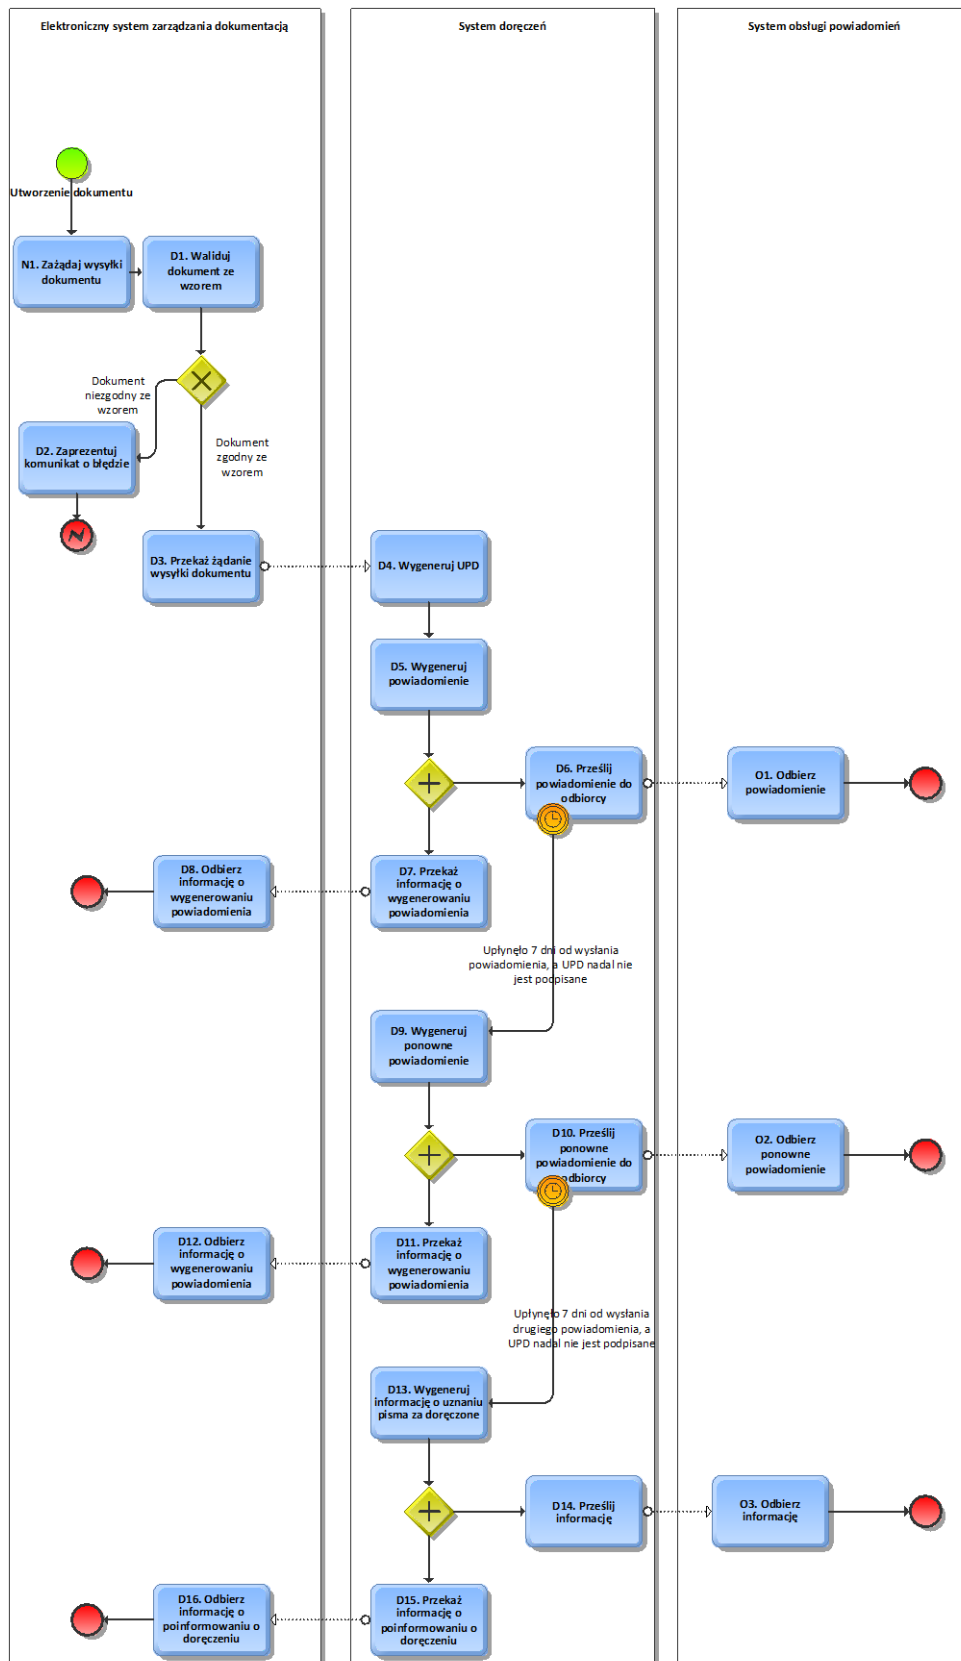 Elektroniczny system zarządzania dokumentacją
System doręczeń
System obsługi powiadomień
Utworzenie dokumentu
N1. Zażądaj wysyłki
dokumentu
D1. Waliduj
dokument ze
wzorem
Dokument
niezgodny ze
wzorem
D2. Zaprezentuj
komunikat o błędzie
Dokument
zgodny ze
wzorem
D3. Przekaż żądanie
wysyłki dokumentu
D4. Wygeneruj UPD
D5. Wygeneruj
powiadomienie
D6. Prześlij
powiadomienie do
odbiorcy
O1. Odbierz
powiadomienie
D8. Odbierz
informację o
wygenerowaniu
powiadomienia
D7. Przekaż
informację o
wygenerowaniu
powiadomienia
Upłynęło 7 dni od wysłania
powiadomienia, a UPD nadal nie
jest podpisane
D9. Wygeneruj
ponowne
powiadomienie
D10. Prześlij
ponowne
powiadomienie do
odbiorcy
O2. Odbierz
ponowne
powiadomienie
D12. Odbierz
informację o
wygenerowaniu
powiadomienia
D11. Przekaż
informację o
wygenerowaniu
powiadomienia
Upłynęło 7 dni od wysłania
drugiego powiadomienia, a
UPD nadal nie jest podpisane
D13. Wygeneruj
informację o uznaniu
pisma za doręczone
D14. Prześlij
informację
O3. Odbierz
informację
D16. Odbierz
informację o
poinformowaniu o
doręczeniu
D15. Przekaż
informację o
poinformowaniu o
doręczeniu